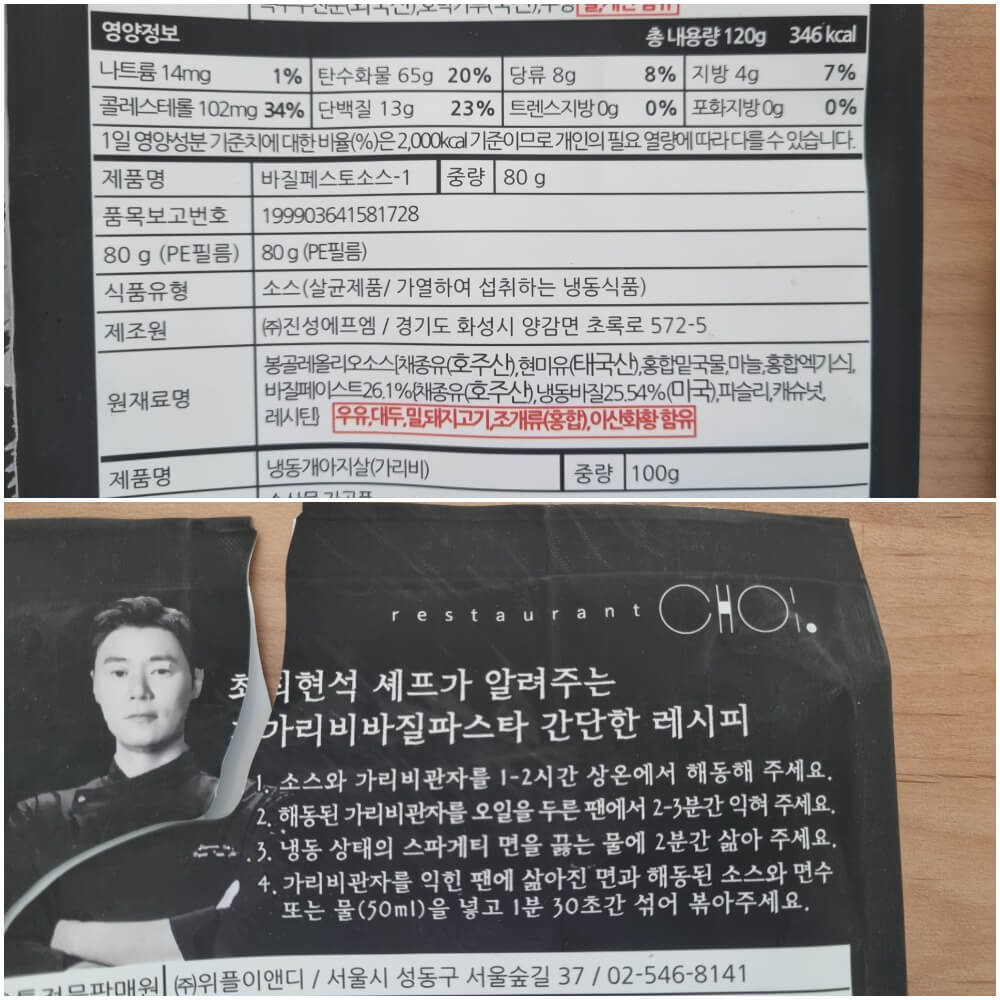 영양정보 총 내용량 120g 346 kcal
나트륨 14mg 1% 탄수화물 65g 20% 당류 8g 8% 지방 4g 7%
콜레스테롤 102mg 34% 단백질 13g 23% 트렌스지방 0g 0% 포화지방 0g 0%
1일 영양성분 기준치에 대한 비율(%)은 2,000kcal 기준이므로 개인의 필요 열량에 따라 다를 수 있습니다.
제품명 바질페스토소스-1 중량 80 g
품목보고번호 199903641581728
80 g (PE필름) 80 g (PE필름)
식품유형 소스(살균제품/ 가열하여 섭취하는 냉동식품)
제조원 ㈜진성에프엠 / 경기도 화성시 양감면 초록로 572-5
원재료명 봉골레올리오소스[채종유(호주산),현미유(태국산),홍합밑국물,마늘,홍합엑기스],
바질페이스트26.1%{채종유(호주산),냉동바질25.54%(미국),파슬리,캐슈넛,
레시틴} 우유,대두,밀,돼지고기,조개류(홍합),이산화황 함유
제품명 냉동개아지살(가리비) 중량 100g
restaurant CHOi.
최현석 셰프가 알려주는
가리비바질파스타 간단한 레시피
1. 소스와 가리비관자를 1-2시간 상온에서 해동해 주세요.
2. 해동된 가리비관자를 오일을 두른 팬에서 2-3분간 익혀 주세요.
3. 냉동 상태의 스파게티 면을 끓는 물에 2분간 삶아 주세요.
4. 가리비관자를 익힌 팬에 삶아진 면과 해동된 소스와 면수
또는 물(50ml)을 넣고 1분 30초간 섞어 볶아주세요.
㈜위플이앤디 / 서울시 성동구 서울숲길 37 / 02-546-8141